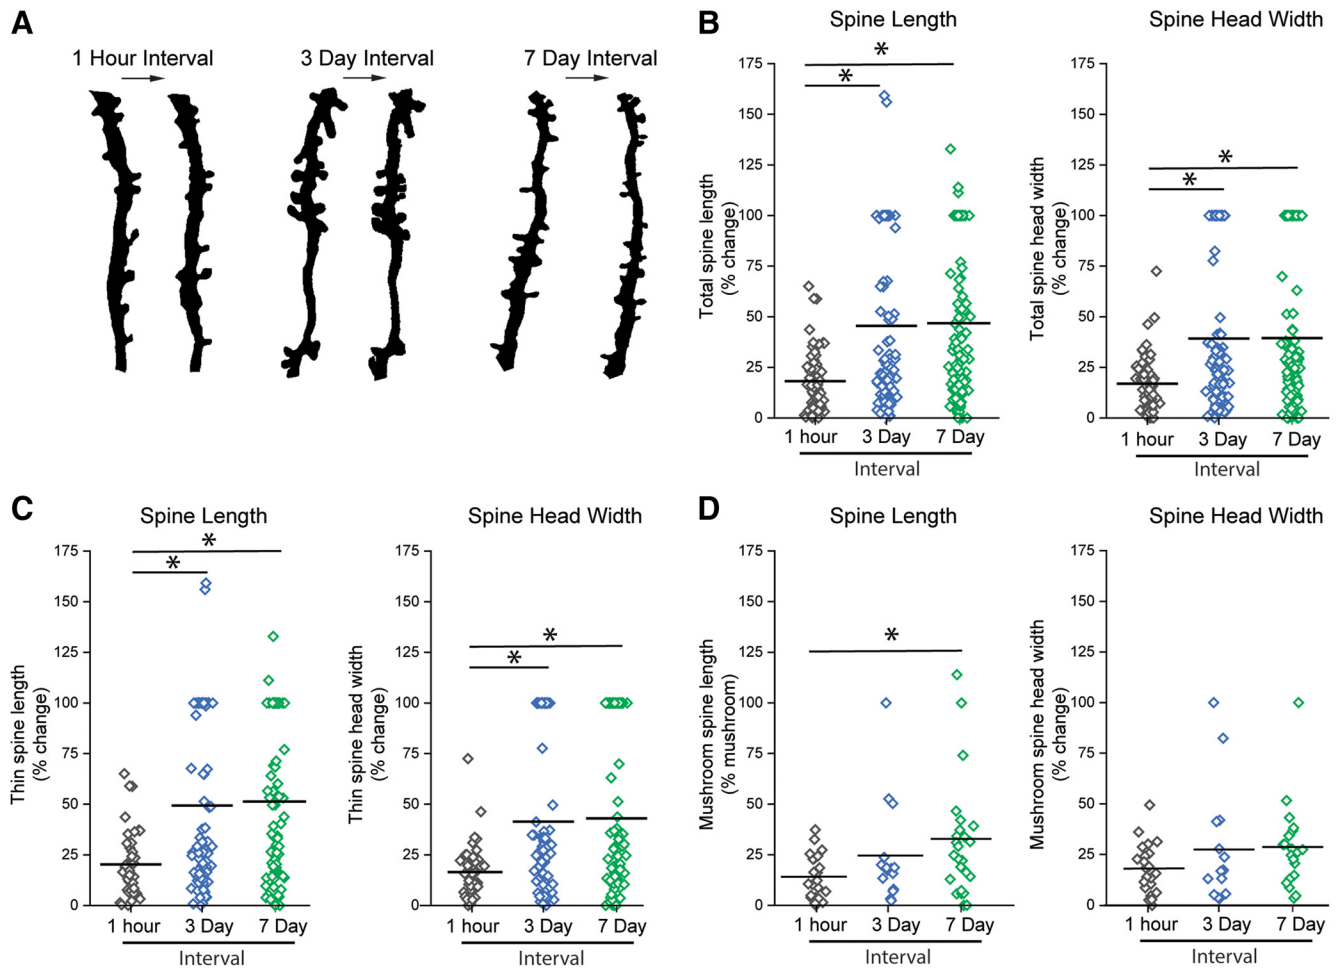 A
1 Hour Interval
3 Day Interval
7 Day Interval
B
Spine Length
Total spine length
(% change)
175
150
125
100
75
50
25
0
*
*
1 hour
3 Day
7 Day
Interval
Spine Head Width
Total spine head width
(% change)
175
150
125
100
75
50
25
0
*
*
1 hour
3 Day
7 Day
Interval
C
Spine Length
Thin spine length
(% change)
175
150
125
100
75
50
25
0
*
*
1 hour
3 Day
7 Day
Interval
Spine Head Width
Thin spine head width
(% change)
175
150
125
100
75
50
25
0
*
*
1 hour
3 Day
7 Day
Interval
D
Spine Length
Mushroom spine length
(% mushroom)
175
150
125
100
75
50
25
0
*
1 hour
3 Day
7 Day
Interval
Spine Head Width
Mushroom spine head width
(% change)
175
150
125
100
75
50
25
0
1 hour
3 Day
7 Day
Interval